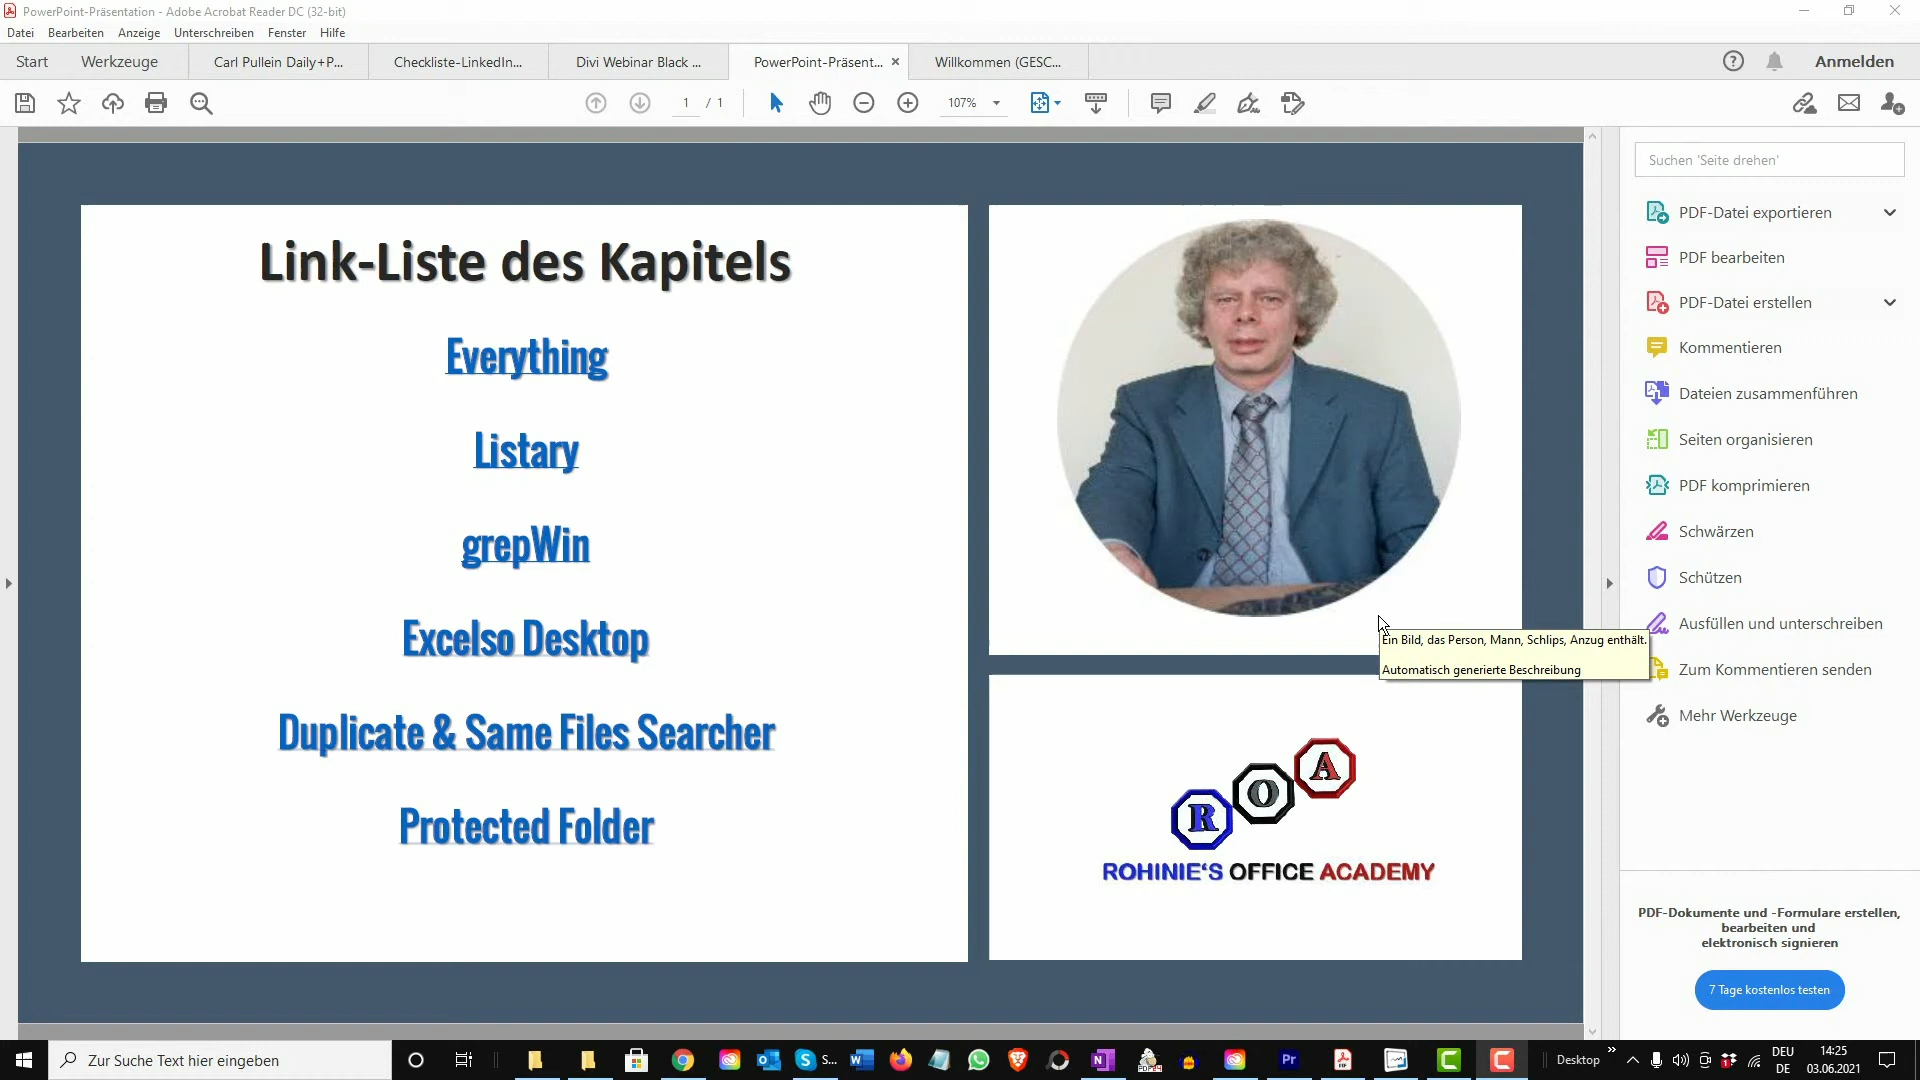 PowerPoint-Präsentation - Adobe Acrobat Reader DC (32-bit)
Datei Bearbeiten Anzeige Unterschreiben Fenster Hilfe
Start Werkzeuge Carl Pullein Daily+P... Checkliste-LinkedIn... Divi Webinar Black ... PowerPoint-Präsent... Willkommen (GESC... Anmelden
1 / 1 107%
Suchen 'Seite drehen'
PDF-Datei exportieren
PDF bearbeiten
PDF-Datei erstellen
Kommentieren
Dateien zusammenführen
Seiten organisieren
PDF komprimieren
Schwärzen
Schützen
Ausfüllen und unterschreiben
Zum Kommentieren senden
Mehr Werkzeuge
PDF-Dokumente und -Formulare erstellen,
bearbeiten und
elektronisch signieren
7 Tage kostenlos testen
Link-Liste des Kapitels
Everything
Listary
grepWin
Excelso Desktop
Duplicate & Same Files Searcher
Protected Folder
Ein Bild, das Person, Mann, Schlips, Anzug enthält.
Automatisch generierte Beschreibung
R O A
ROHINIE'S OFFICE ACADEMY
Zur Suche Text hier eingeben
S...
Desktop
DEU
DE
14:25
03.06.2021